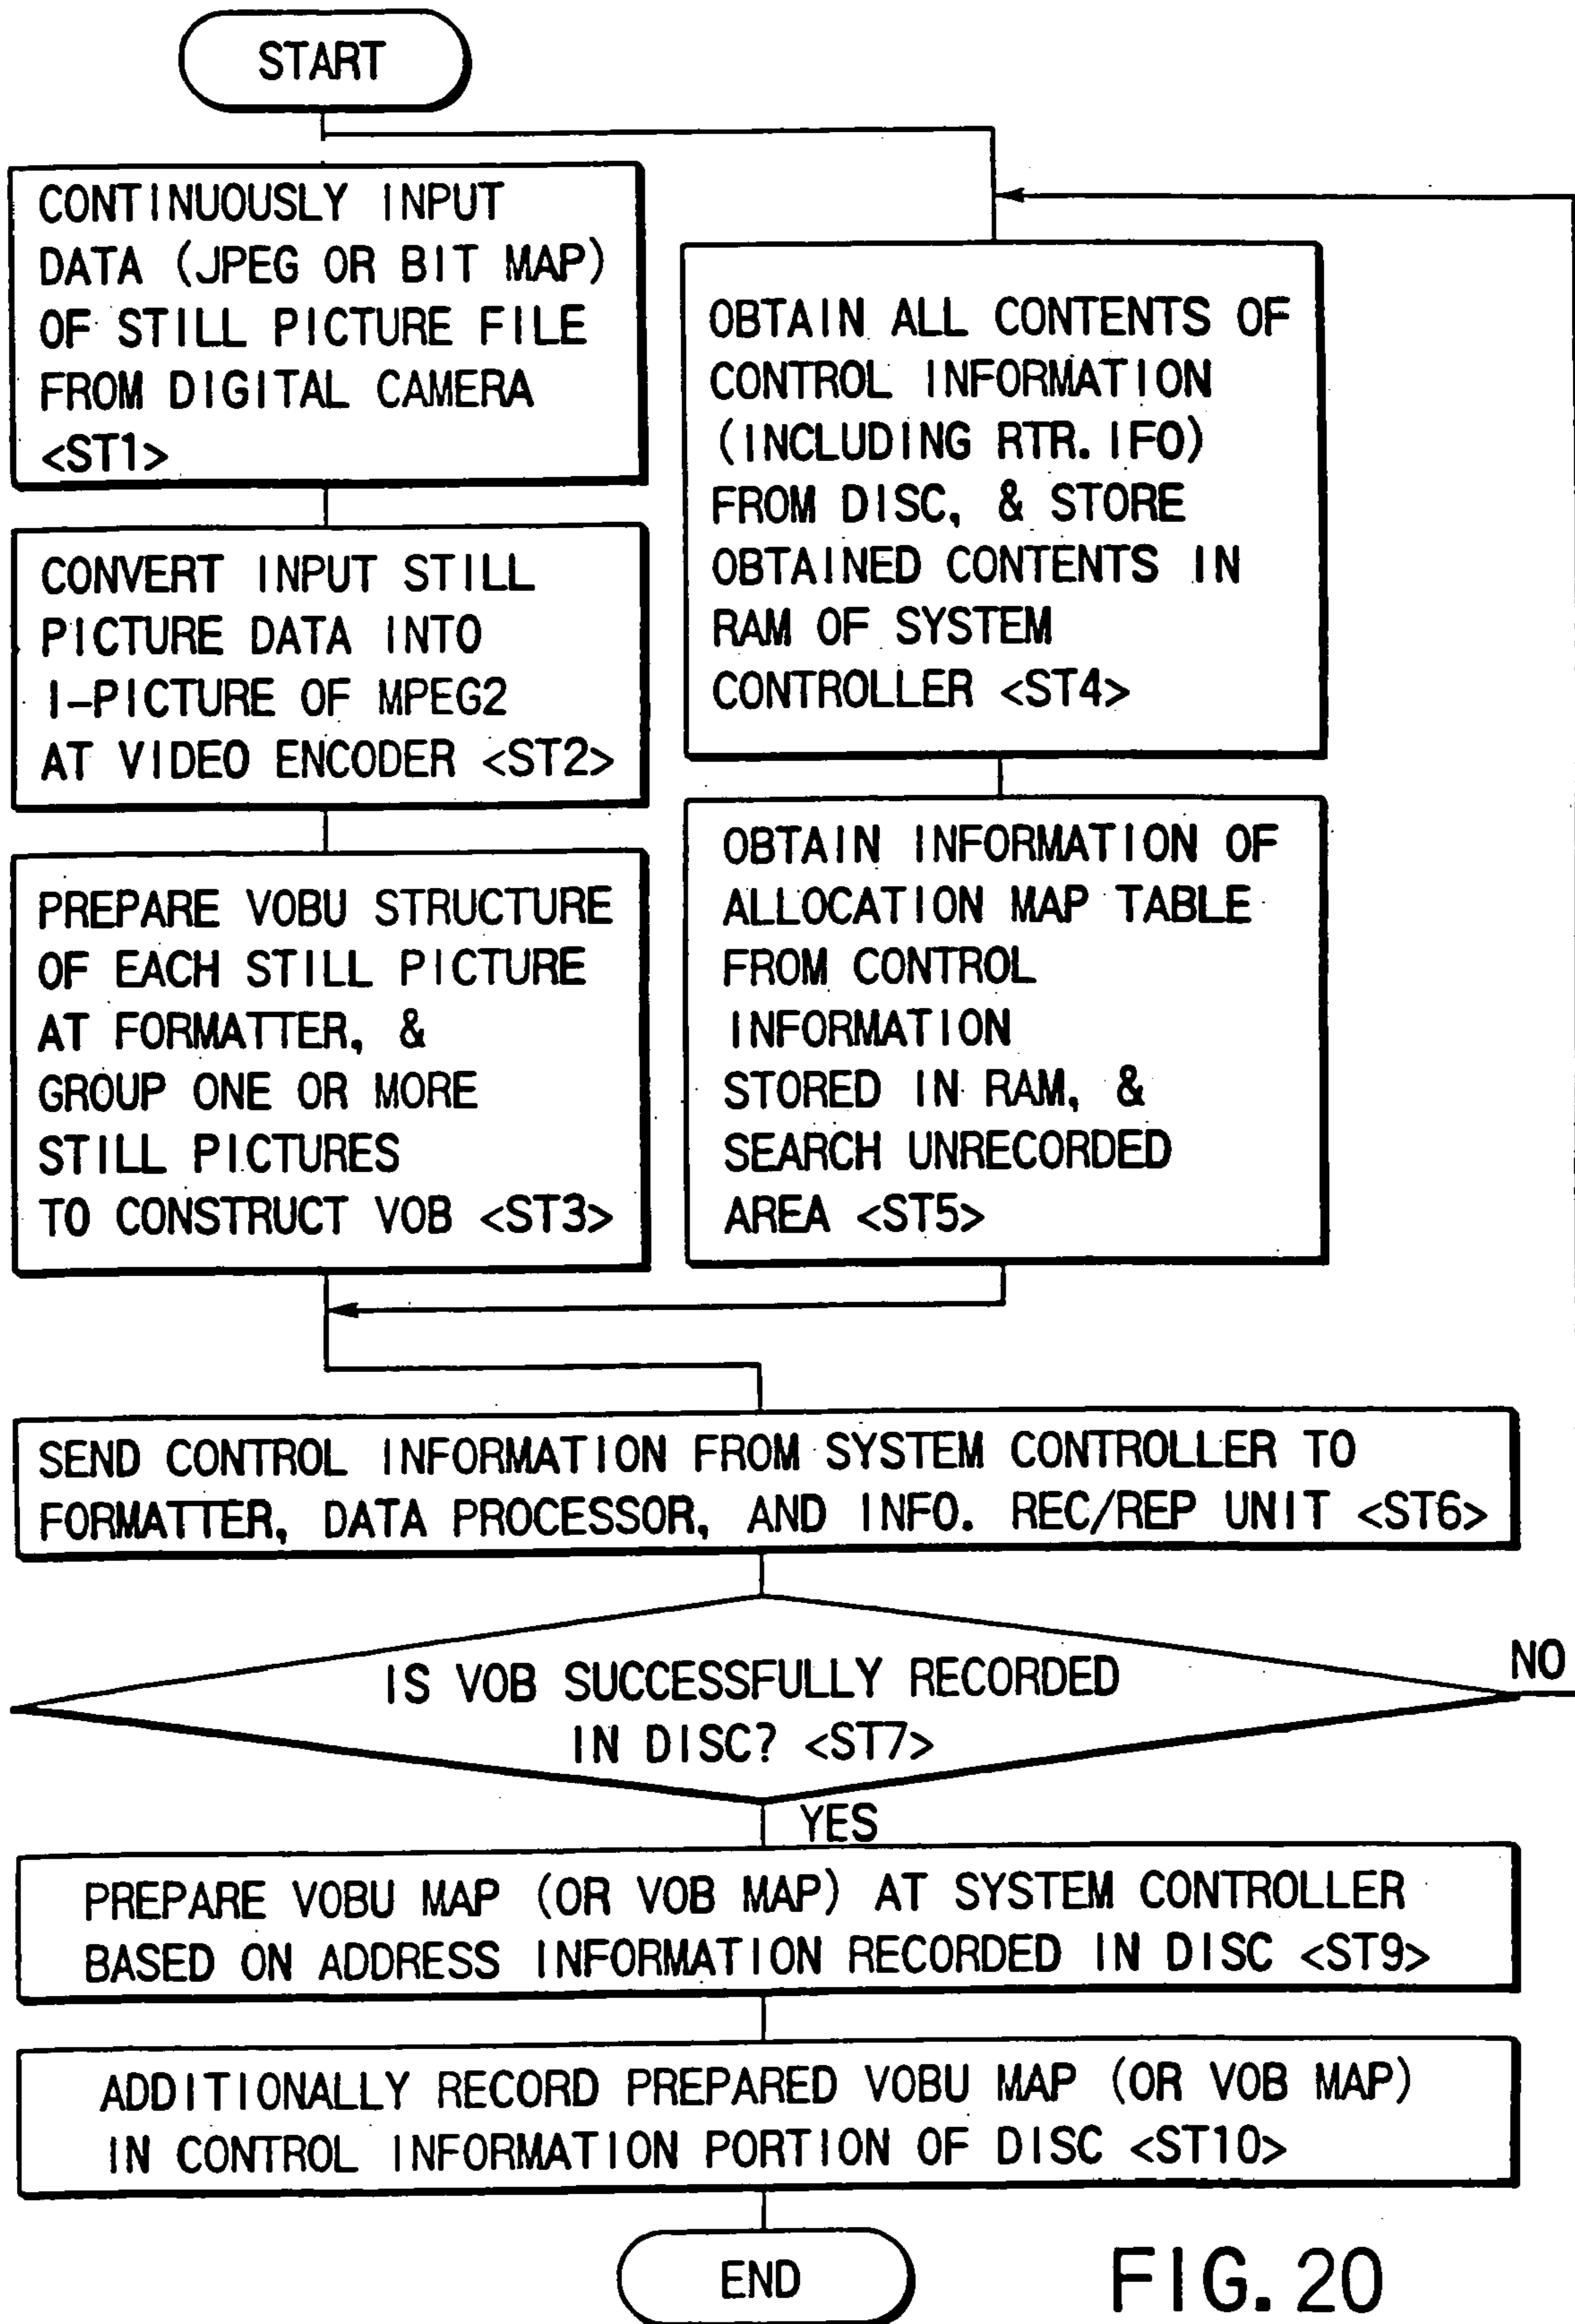 START
CONTINUOUSLY INPUT
DATA (JPEG OR BIT MAP)
OF STILL PICTURE FILE
FROM DIGITAL CAMERA
<ST1>
CONVERT INPUT STILL
PICTURE DATA INTO
I-PICTURE OF MPEG2
AT VIDEO ENCODER <ST2>
PREPARE VOBU STRUCTURE
OF EACH STILL PICTURE
AT FORMATTER, &
GROUP ONE OR MORE
STILL PICTURES
TO CONSTRUCT VOB <ST3>
OBTAIN ALL CONTENTS OF
CONTROL INFORMATION
(INCLUDING RTR. IFO)
FROM DISC, & STORE
OBTAINED CONTENTS IN
RAM OF SYSTEM
CONTROLLER <ST4>
OBTAIN INFORMATION OF
ALLOCATION MAP TABLE
FROM CONTROL
INFORMATION
STORED IN RAM, &
SEARCH UNRECORDED
AREA <ST5>
SEND CONTROL INFORMATION FROM SYSTEM CONTROLLER TO
FORMATTER, DATA PROCESSOR, AND INFO. REC/REP UNIT <ST6>
IS VOB SUCCESSFULLY RECORDED
IN DISC? <ST7>
NO
YES
PREPARE VOBU MAP (OR VOB MAP) AT SYSTEM CONTROLLER
BASED ON ADDRESS INFORMATION RECORDED IN DISC <ST9>
ADDITIONALLY RECORD PREPARED VOBU MAP (OR VOB MAP)
IN CONTROL INFORMATION PORTION OF DISC <ST10>
END
FIG. 20